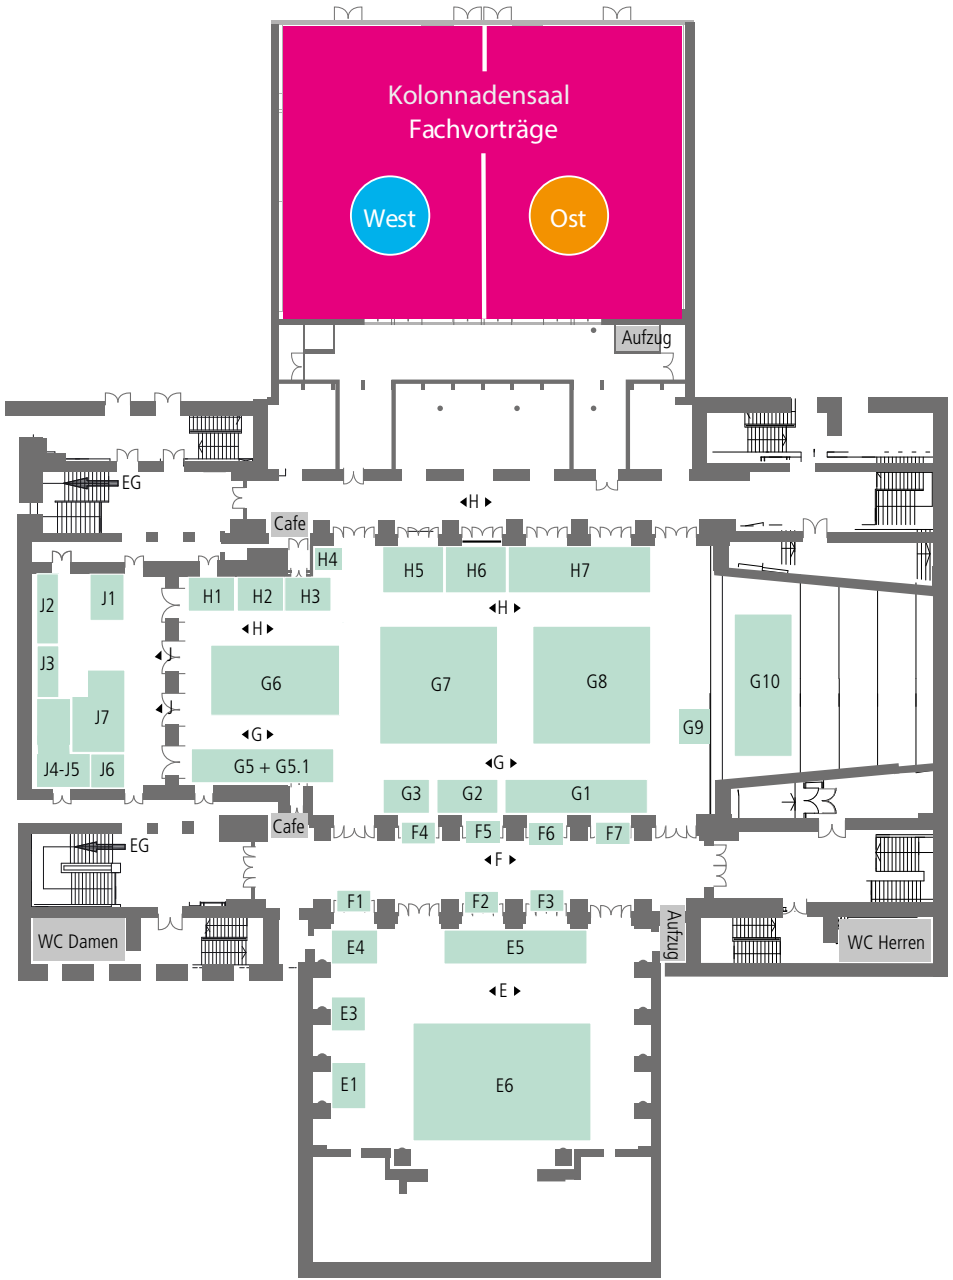 Kolonnadensaal
Fachvorträge
West
Ost
Aufzug
EG
H
Cafe
H4
H5
H6
H7
J2
J1
H1
H2
H3
H
H
J3
J
G6
G7
G8
G10
J7
J
G9
G
G
J4-J5
J6
G5 + G5.1
G3
G2
G1
Cafe
F4
F5
F6
F7
EG
F
F1
F2
F3
WC Damen
E4
E5
Aufzug
WC Herren
E
E3
E1
E6